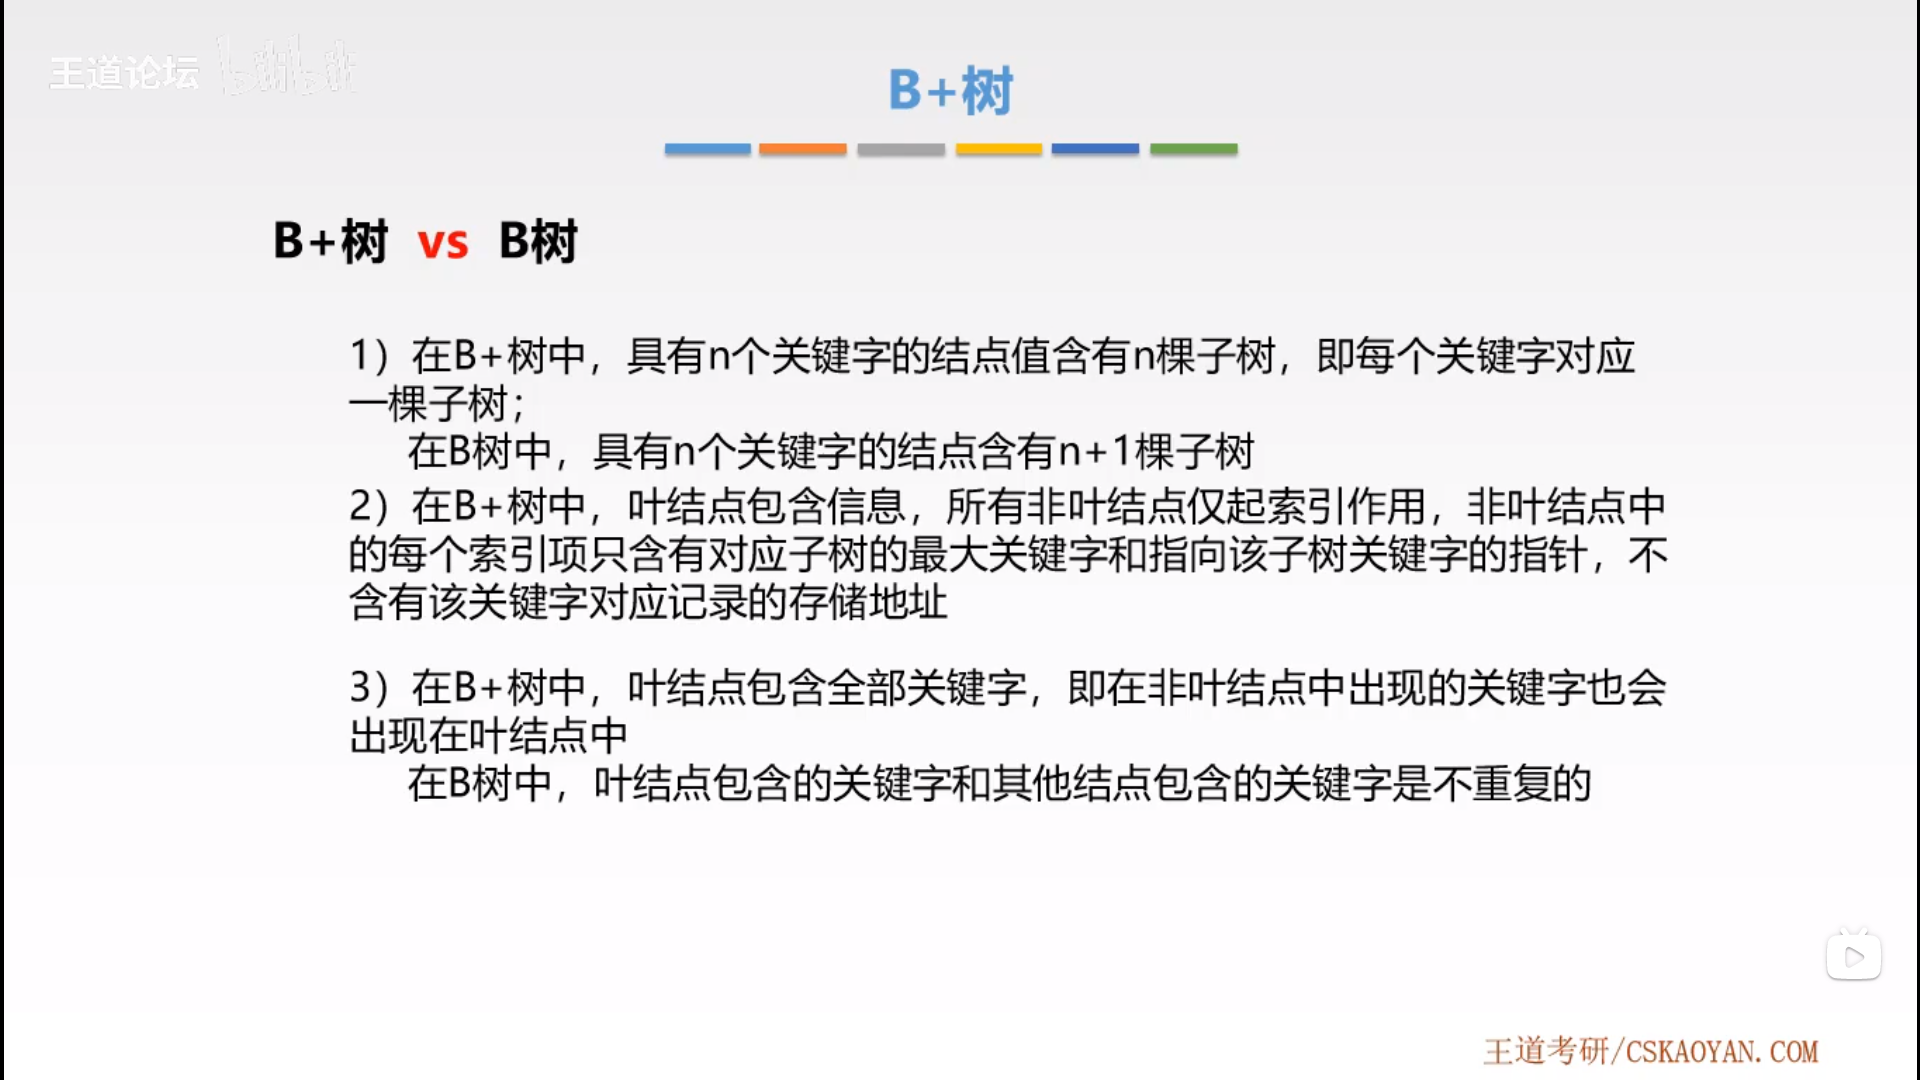 王道论坛 bilibili
B+树
B+树 vs B树
1）在B+树中，具有n个关键字的结点值含有n棵子树，即每个关键字对应
一棵子树；
在B树中，具有n个关键字的结点含有n+1棵子树
2）在B+树中，叶结点包含信息，所有非叶结点仅起索引作用，非叶结点中
的每个索引项只含有对应子树的最大关键字和指向该子树关键字的指针，不
含有该关键字对应记录的存储地址
3）在B+树中，叶结点包含全部关键字，即在非叶结点中出现的关键字也会
出现在叶结点中
在B树中，叶结点包含的关键字和其他结点包含的关键字是不重复的
王道考研/CSKAOYAN.COM